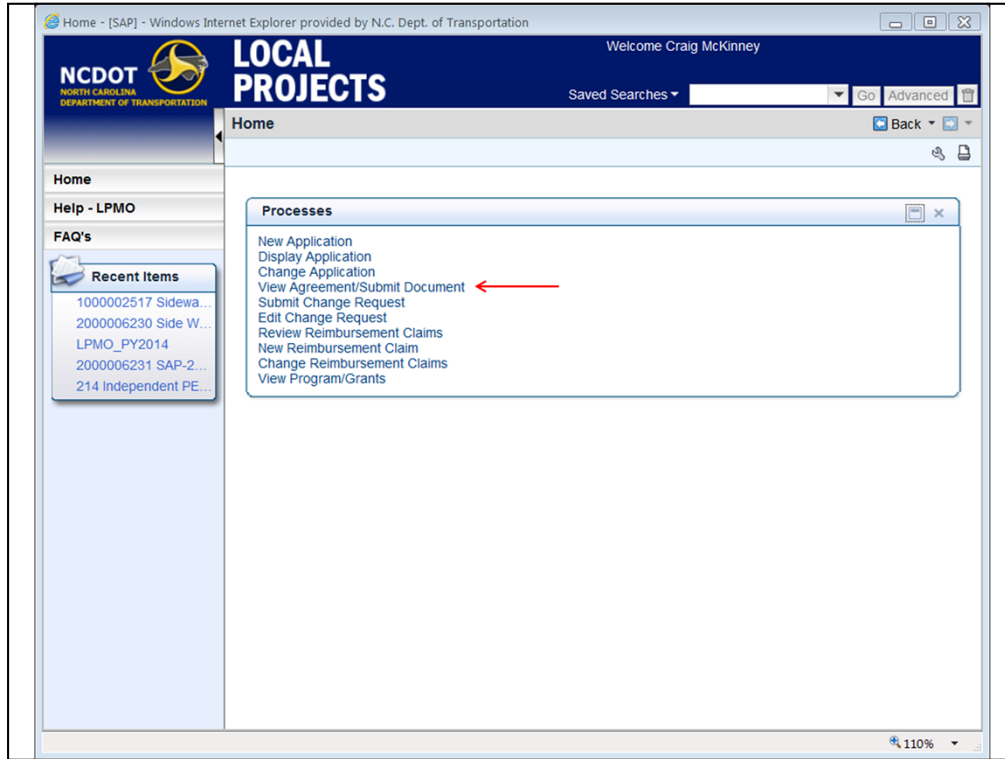 Home - [SAP] - Windows Internet Explorer provided by N.C. Dept. of Transportation
NCDOT
NORTH CAROLINA
DEPARTMENT OF TRANSPORTATION
LOCAL
PROJECTS
Welcome Craig McKinney
Saved Searches
Go Advanced
Home
Back
Home
Help - LPMO
FAQ's
Recent Items
1000002517 Sidewa...
2000006230 Side W...
LPMO_PY2014
2000006231 SAP-2...
214 Independent PE...
Processes
New Application
Display Application
Change Application
View Agreement/Submit Document
Submit Change Request
Edit Change Request
Review Reimbursement Claims
New Reimbursement Claim
Change Reimbursement Claims
View Program/Grants
110%